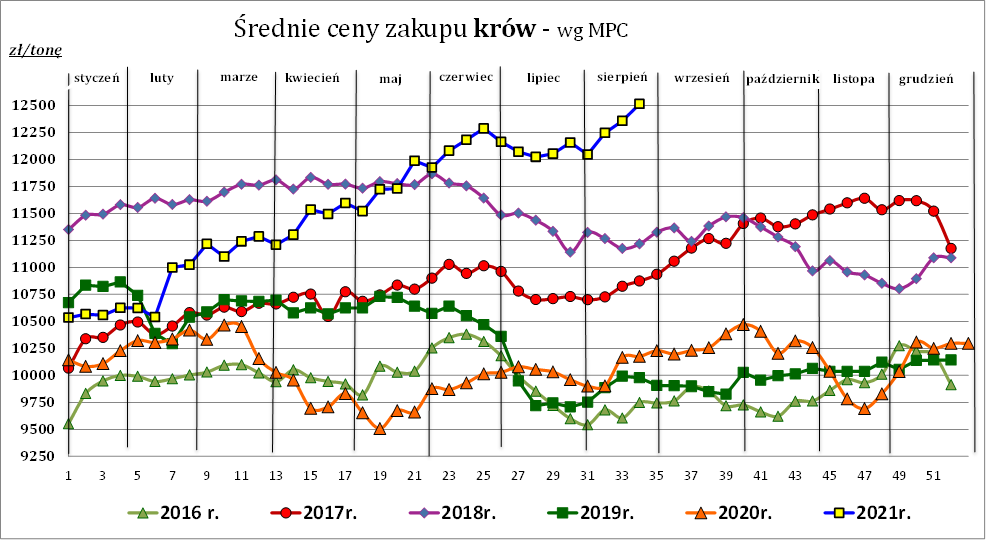 Średnie ceny zakupu krów - wg MPC
zł/tonę
styczeń luty marze kwiecień maj czerwiec lipiec sierpień wrzesień październik listopa grudzień
12500
12250
12000
11750
11500
11250
11000
10750
10500
10250
10000
9750
9500
9250
1 3 5 7 9 11 13 15 17 19 21 23 25 27 29 31 33 35 37 39 41 43 45 47 49 51
2016 r. 2017r. 2018r. 2019r. 2020r. 2021r.